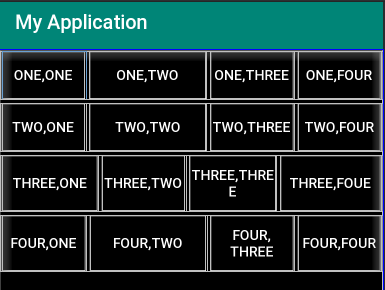 My Application
ONE,ONE ONE,TWO ONE,THREE ONE,FOUR
TWO,ONE TWO,TWO TWO,THREE TWO,FOUR
THREE,ONE THREE,TWO THREE,THRE
E THREE,FOUE
FOUR,ONE FOUR,TWO FOUR,
THREE FOUR,FOUR